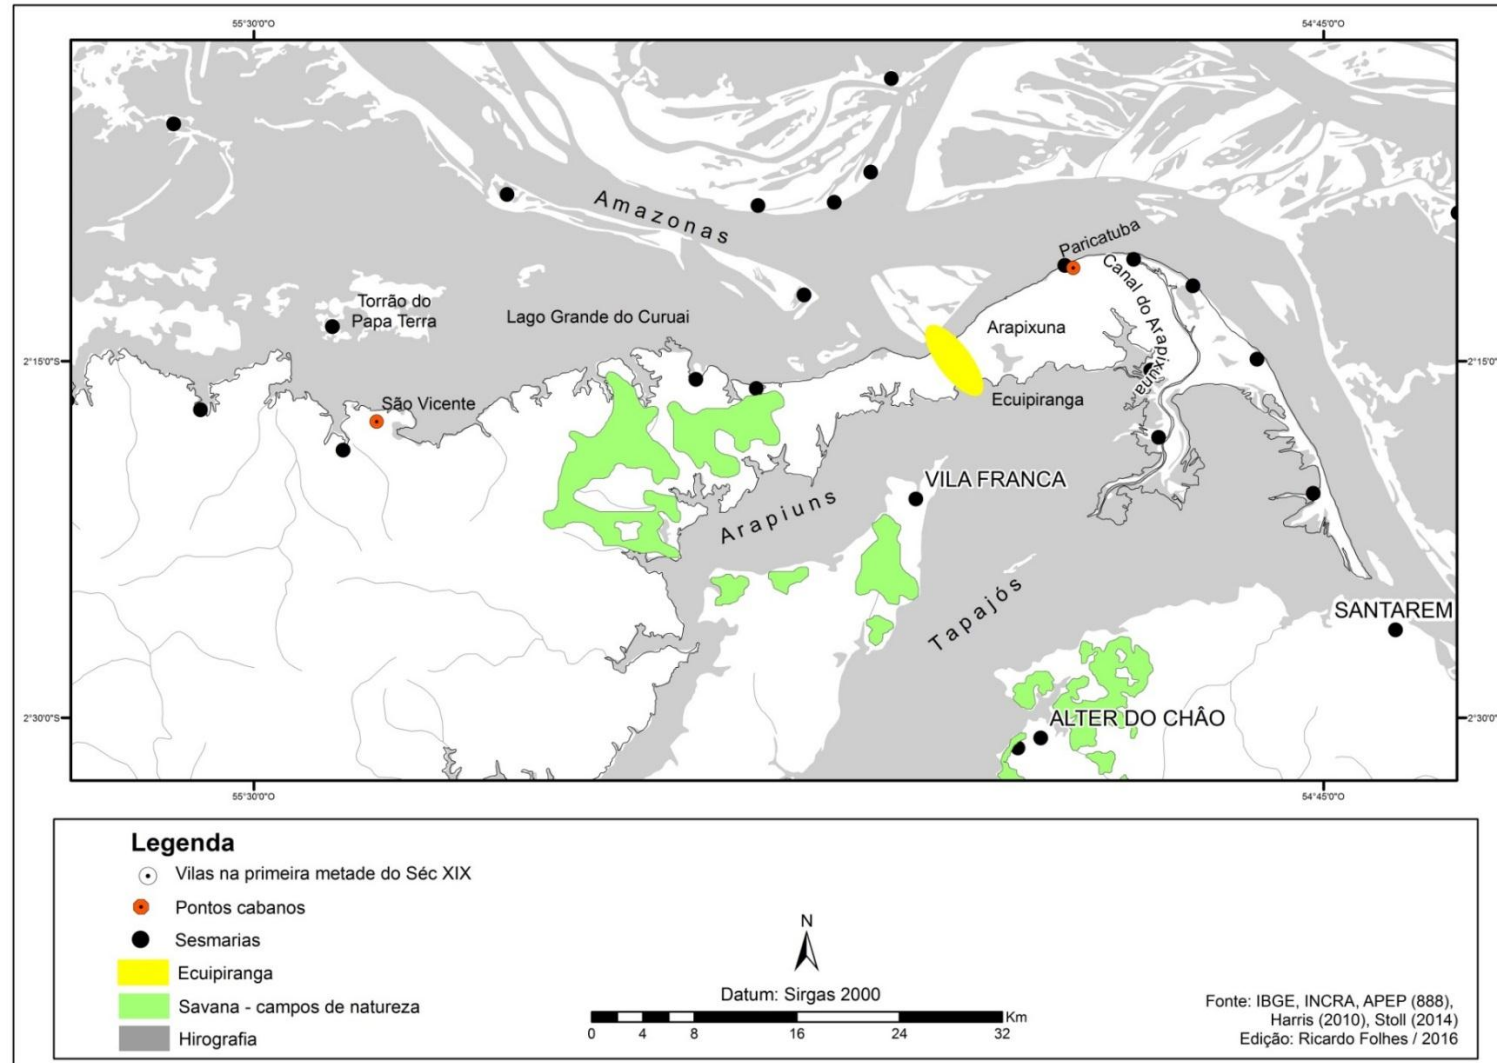 55°30'0"O
54°45'0"O
Amazonas
Paricatuba
Canal do Arapixuna
Torrão do
Papa Terra
Lago Grande do Curuai
Arapixuna
2°15'0"S
2°15'0"S
São Vicente
Ecuipiranga
VILA FRANCA
Arapiuns
Tapajós
SANTAREM
2°30'0"S
2°30'0"S
ALTER DO CHÂO
55°30'0"O
54°45'0"O
Legenda
Vilas na primeira metade do Séc XIX
Pontos cabanos
Sesmarias
Ecuipiranga
Savana - campos de natureza
Hirografia
N
Datum: Sirgas 2000
Km
0 2 4 8 16 24 32
Fonte: IBGE, INCRA, APEP (888),
Harris (2010), Stoll (2014)
Edição: Ricardo Folhes / 2016